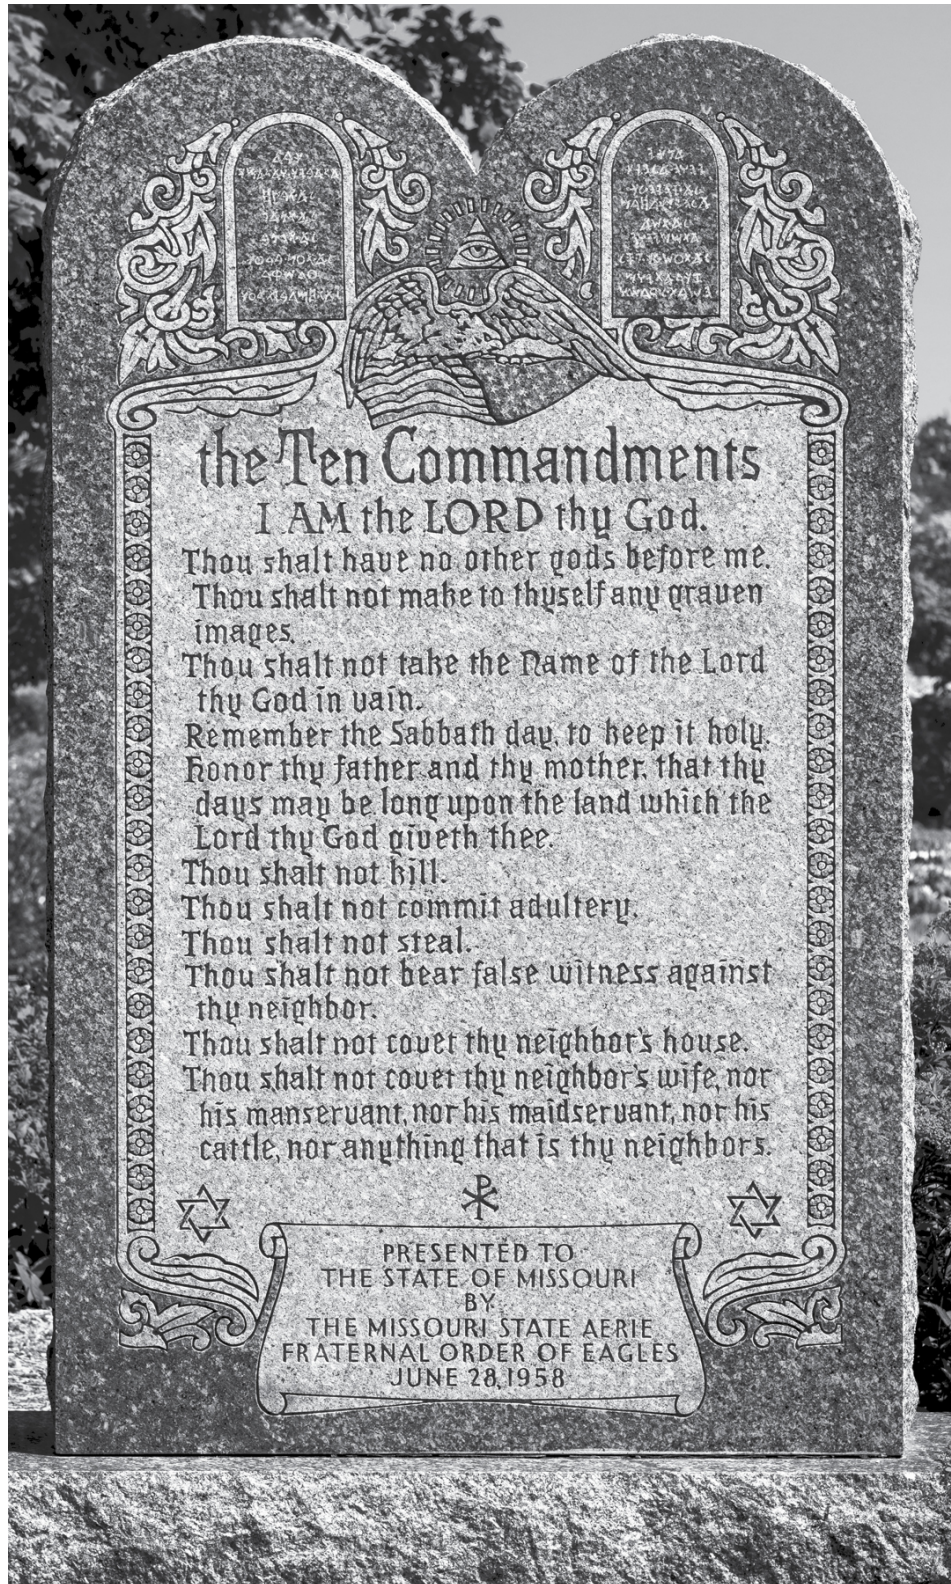 the Ten Commandments
I AM the LORD thy God.
Thou shalt have no other gods before me.
Thou shalt not make to thyself any graven
images.
Thou shalt not take the Name of the Lord
thy God in vain.
Remember the Sabbath day, to keep it holy.
Honor thy father and thy mother, that thy
days may be long upon the land which the
Lord thy God giveth thee.
Thou shalt not kill.
Thou shalt not commit adultery.
Thou shalt not steal.
Thou shalt not bear false witness against
thy neighbor.
Thou shalt not covet thy neighbor's house.
Thou shalt not covet thy neighbor's wife, nor
his manservant, nor his maidservant, nor his
cattle, nor anything that is thy neighbors.
PRESENTED TO
THE STATE OF MISSOURI
BY
THE MISSOURI STATE AERIE
FRATERNAL ORDER OF EAGLES
JUNE 28, 1958